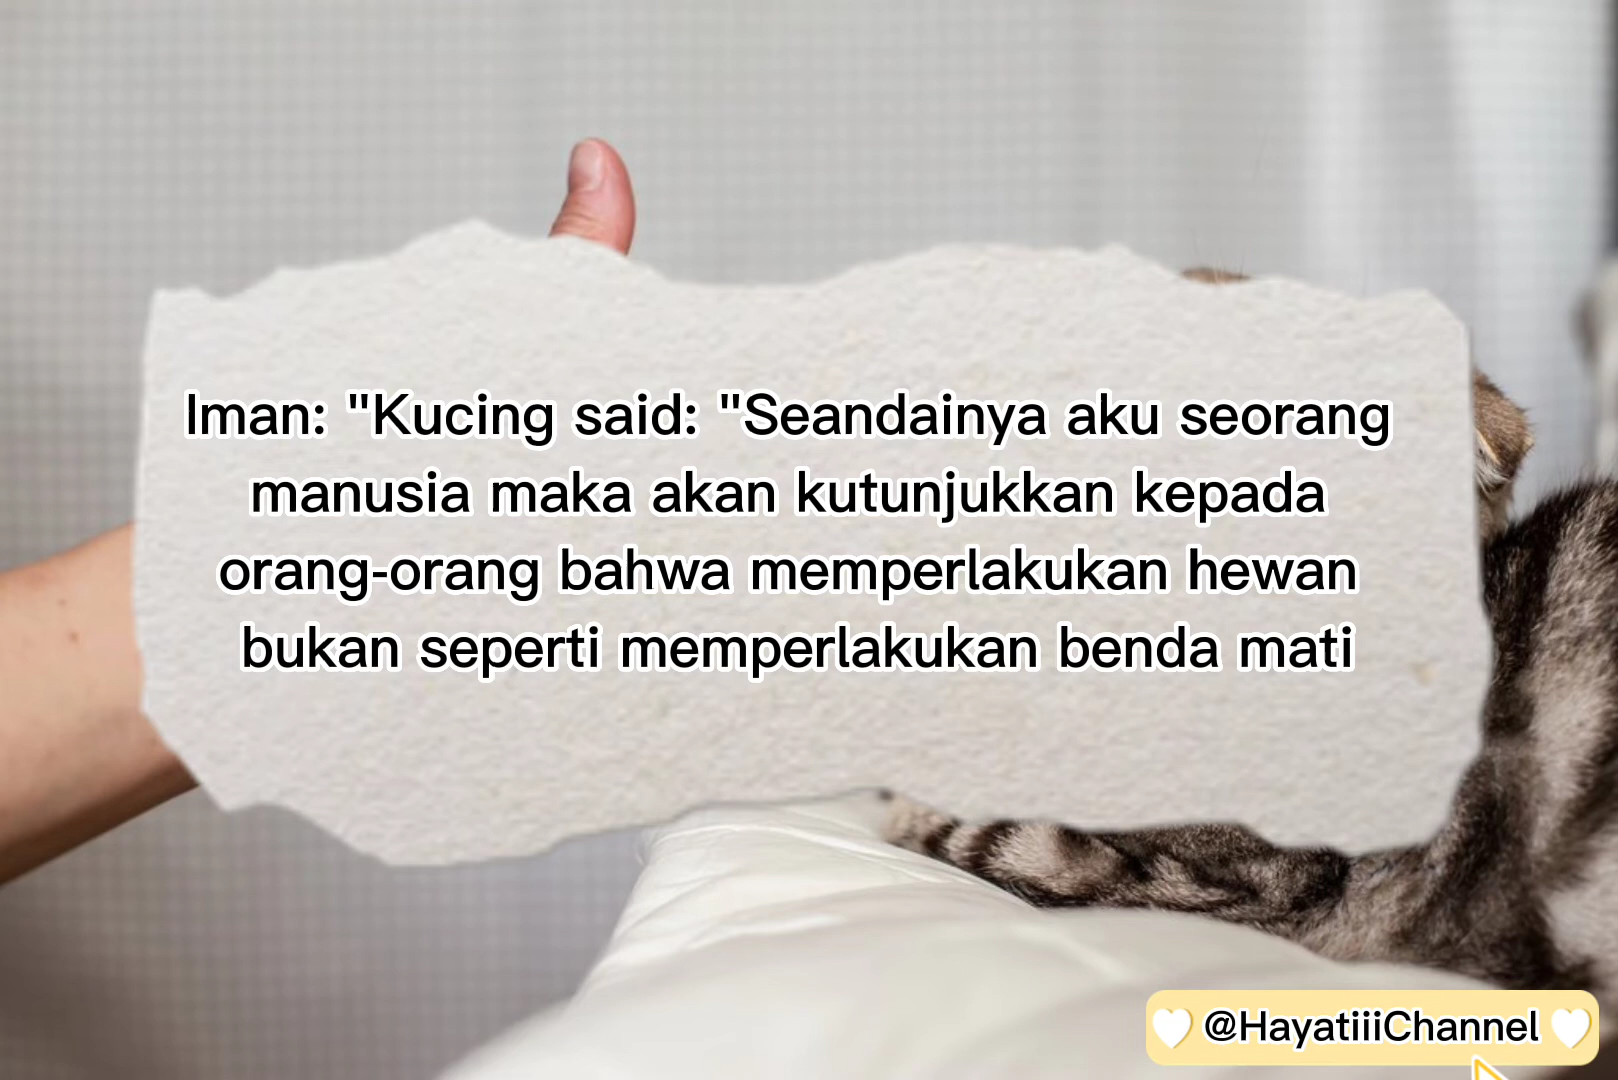 Iman: "Kucing said: "Seandainya aku seorang
manusia maka akan kutunjukkan kepada
orang-orang bahwa memperlakukan hewan
bukan seperti memperlakukan benda mati
@HayatiiiChannel